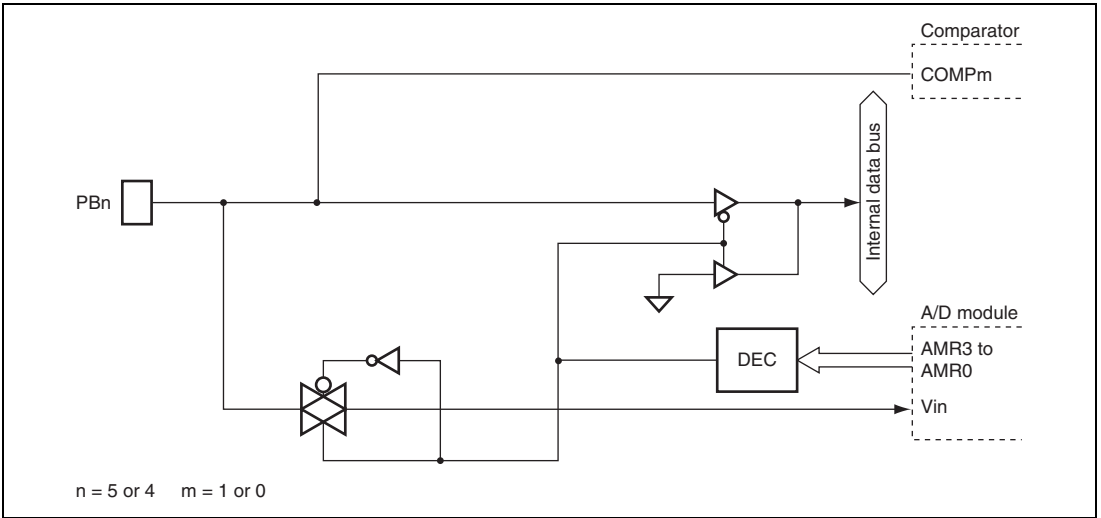 Comparator
COMPm
PBn
Internal data bus
A/D module
DEC
AMR3 to
AMR0
Vin
n = 5 or 4 m = 1 or 0